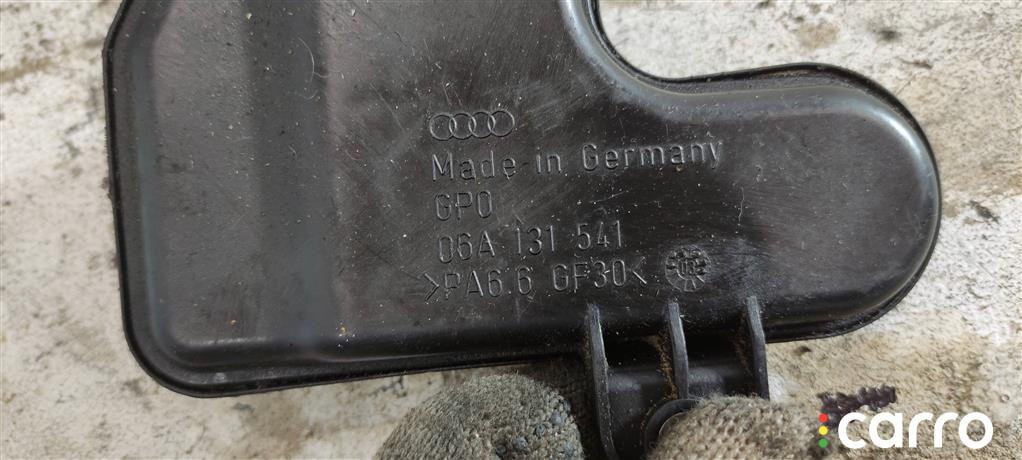 Made in Germany
GPO
06A 131 541
>PA6.6 GF30<
carro